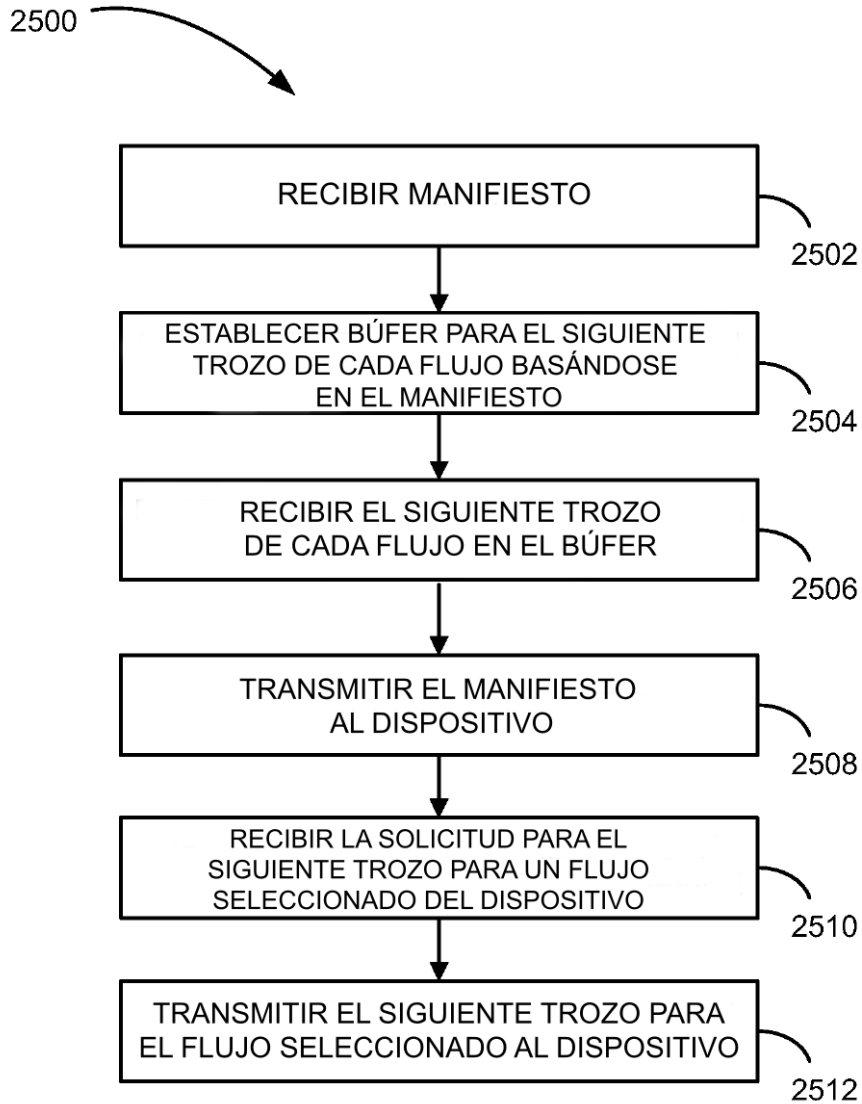 2500
RECIBIR MANIFIESTO
2502
ESTABLECER BÚFER PARA EL SIGUIENTE
TROZO DE CADA FLUJO BASÁNDOSE
EN EL MANIFIESTO
2504
RECIBIR EL SIGUIENTE TROZO
DE CADA FLUJO EN EL BÚFER
2506
TRANSMITIR EL MANIFIESTO
AL DISPOSITIVO
2508
RECIBIR LA SOLICITUD PARA EL
SIGUIENTE TROZO PARA UN FLUJO
SELECCIONADO DEL DISPOSITIVO
2510
TRANSMITIR EL SIGUIENTE TROZO PARA
EL FLUJO SELECCIONADO AL DISPOSITIVO
2512